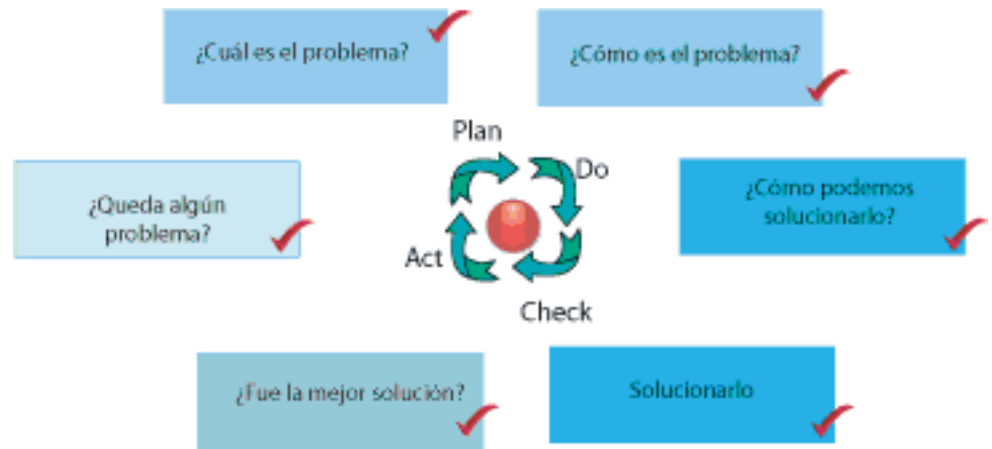 ¿Cuál es el problema?
¿Cómo es el problema?
Plan
Do
¿Queda algún
problema?
¿Cómo podemos
solucionarlo?
Act
Check
¿Fue la mejor solución?
Solucionarlo